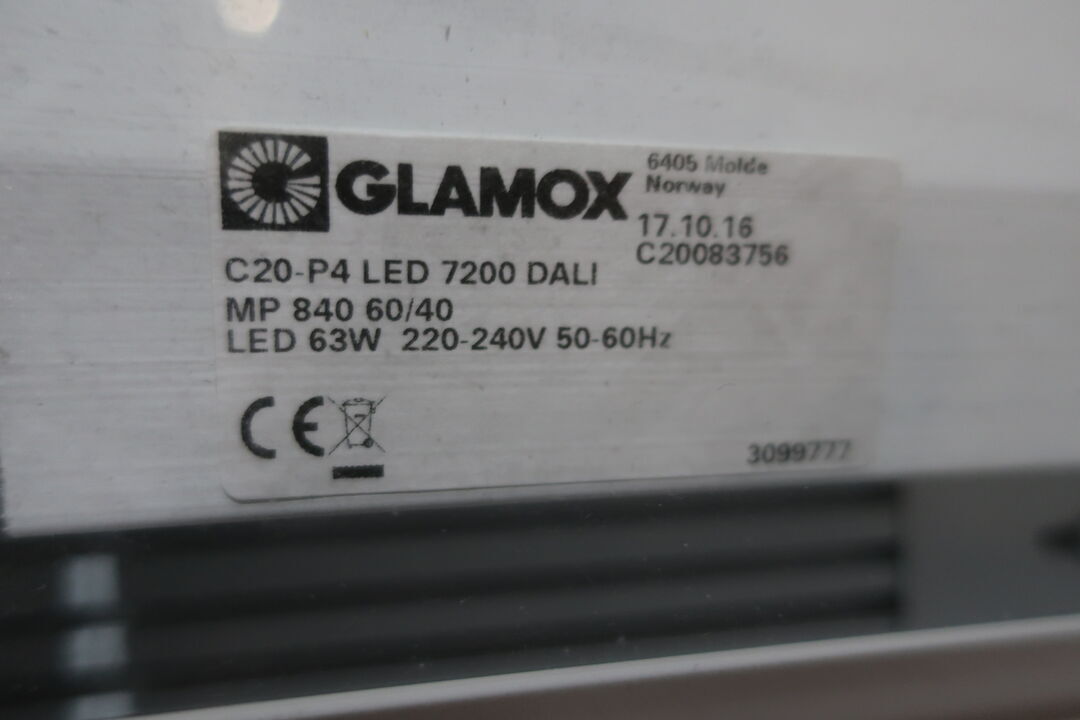 GLAMOX
6405 Molde
Norway
17.10.16
C20083756
C20-P4 LED 7200 DALI
MP 840 60/40
LED 63W 220-240V 50-60Hz
CE
3099777